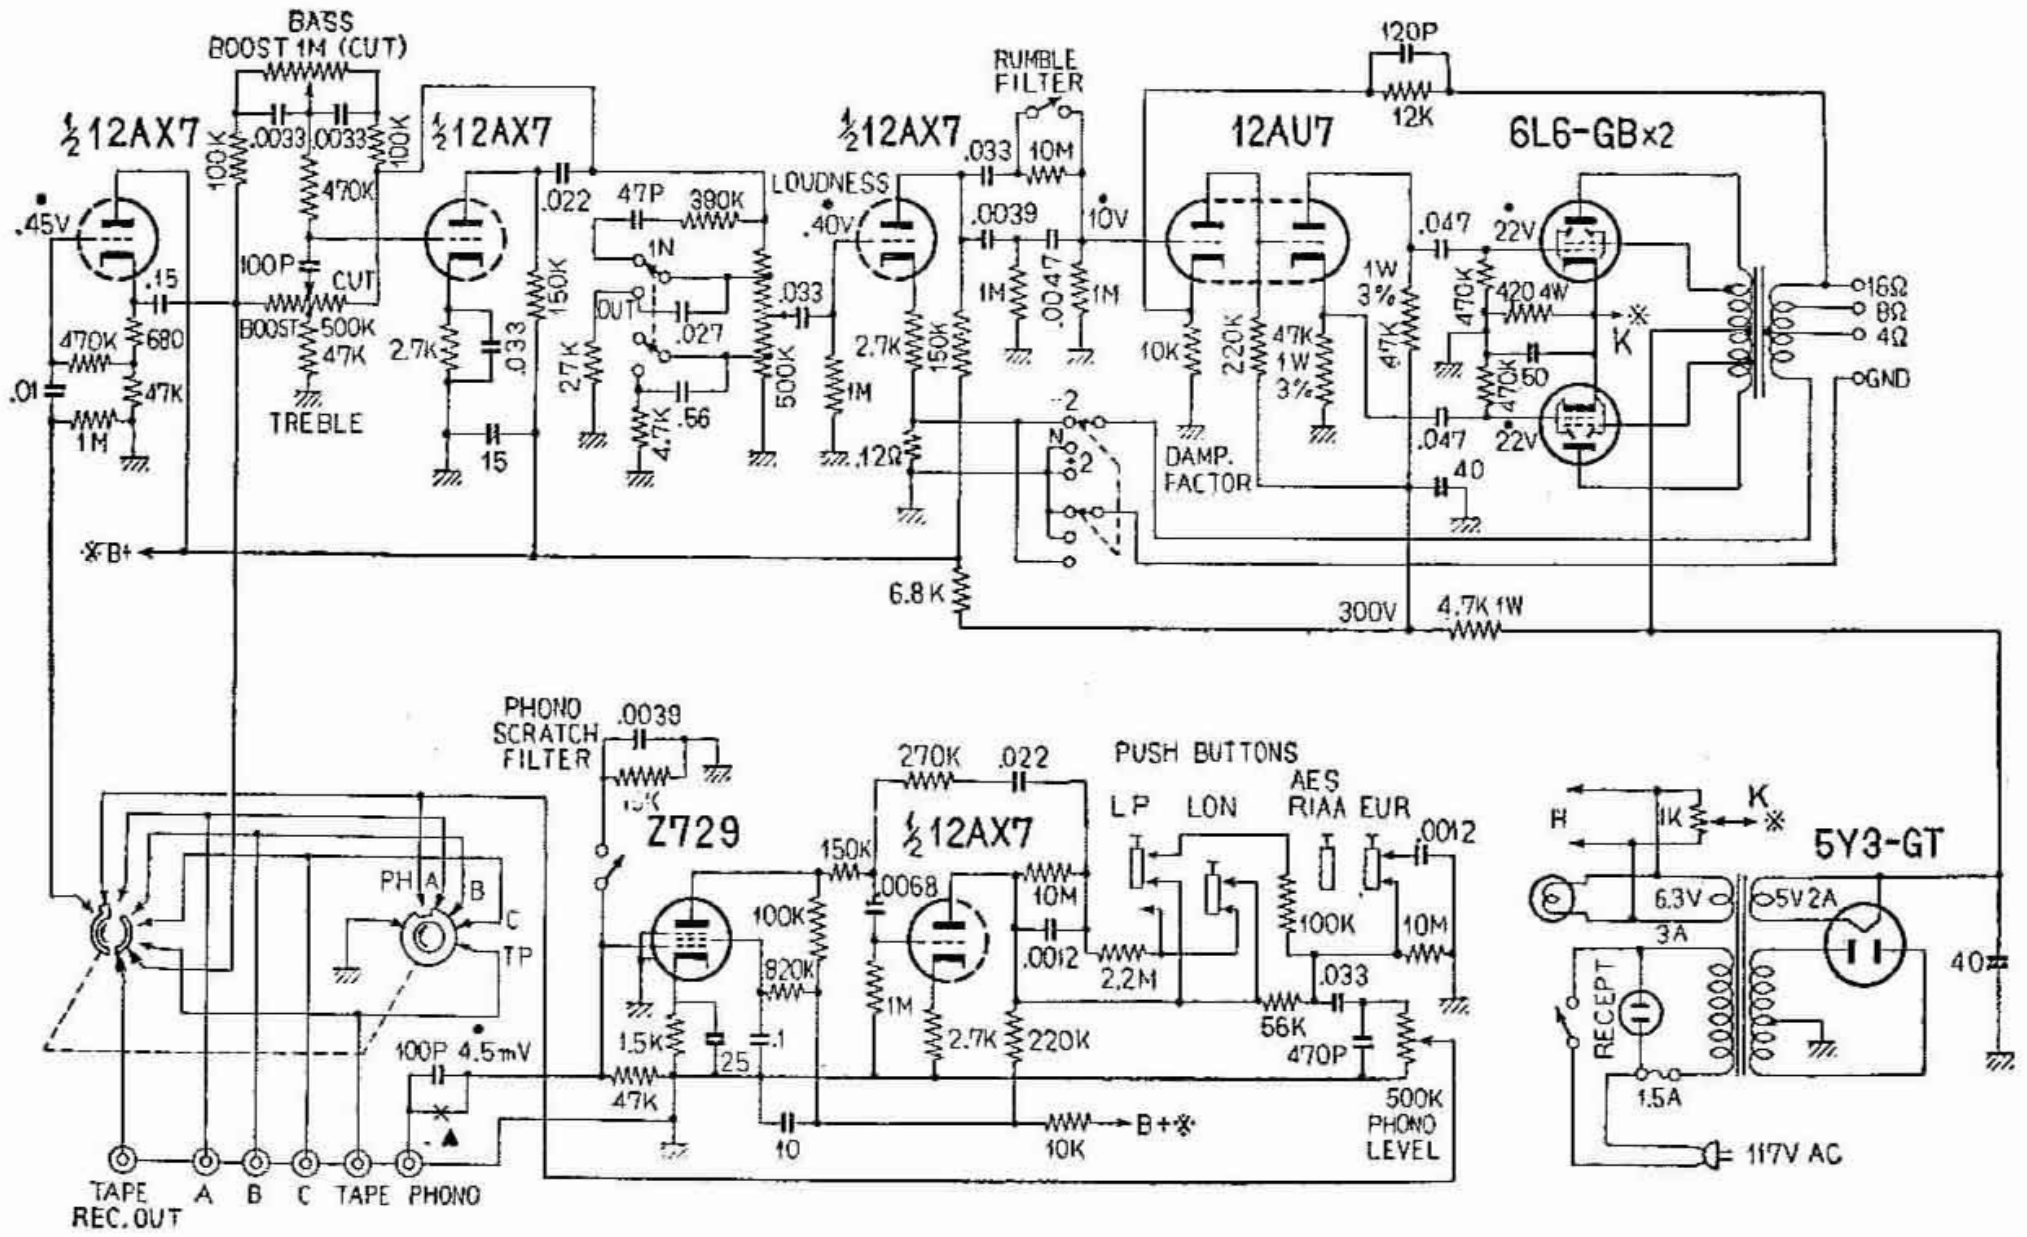 BASS
BOOST 1M (CUT)
½12AX7
100K
.0033
.0033
100K
½12AX7
470K
.45V
100P
CUT
.15
BOOST
500K
470K
680
47K
.01
47K
1M
TREBLE
2.7K
.033
150K
15
.022
47P
390K
LOUDNESS
1N
OUT
.027
27K
.56
4.7K
500K
.033
1M
½12AX7
.40V
2.7K
150K
.12Ω
RUMBLE
FILTER
.033
10M
.0039
10V
1M
.0047
1M
-2
N
+2
DAMP.
FACTOR
12AU7
10K
220K
47K
1W
3%
1W
3%
47K
120P
12K
6L6-GB×2
.047
22V
470K
420 4W
※
K
50
470K
.047
22V
40
16Ω
8Ω
4Ω
GND
※B+
6.8K
300V
4.7K 1W
PHONO
SCRATCH
FILTER
.0039
Z729
150K
100K
820K
1.5K
25
.1
47K
10
270K
.022
½12AX7
.0068
10M
.0012
1M
2.7K
220K
2.2M
10K
B+※
PUSH BUTTONS
LP
LON
AES
RIAA
EUR
.0012
100K
10M
.033
56K
470P
500K
PHONO
LEVEL
H
1K
K
※
5Y3-GT
6.3V
3A
5V 2A
RECEPT
1.5A
40
117V AC
PH
A
B
C
TP
100P
4.5mV
▲
TAPE
REC.OUT
A
B
C
TAPE
PHONO